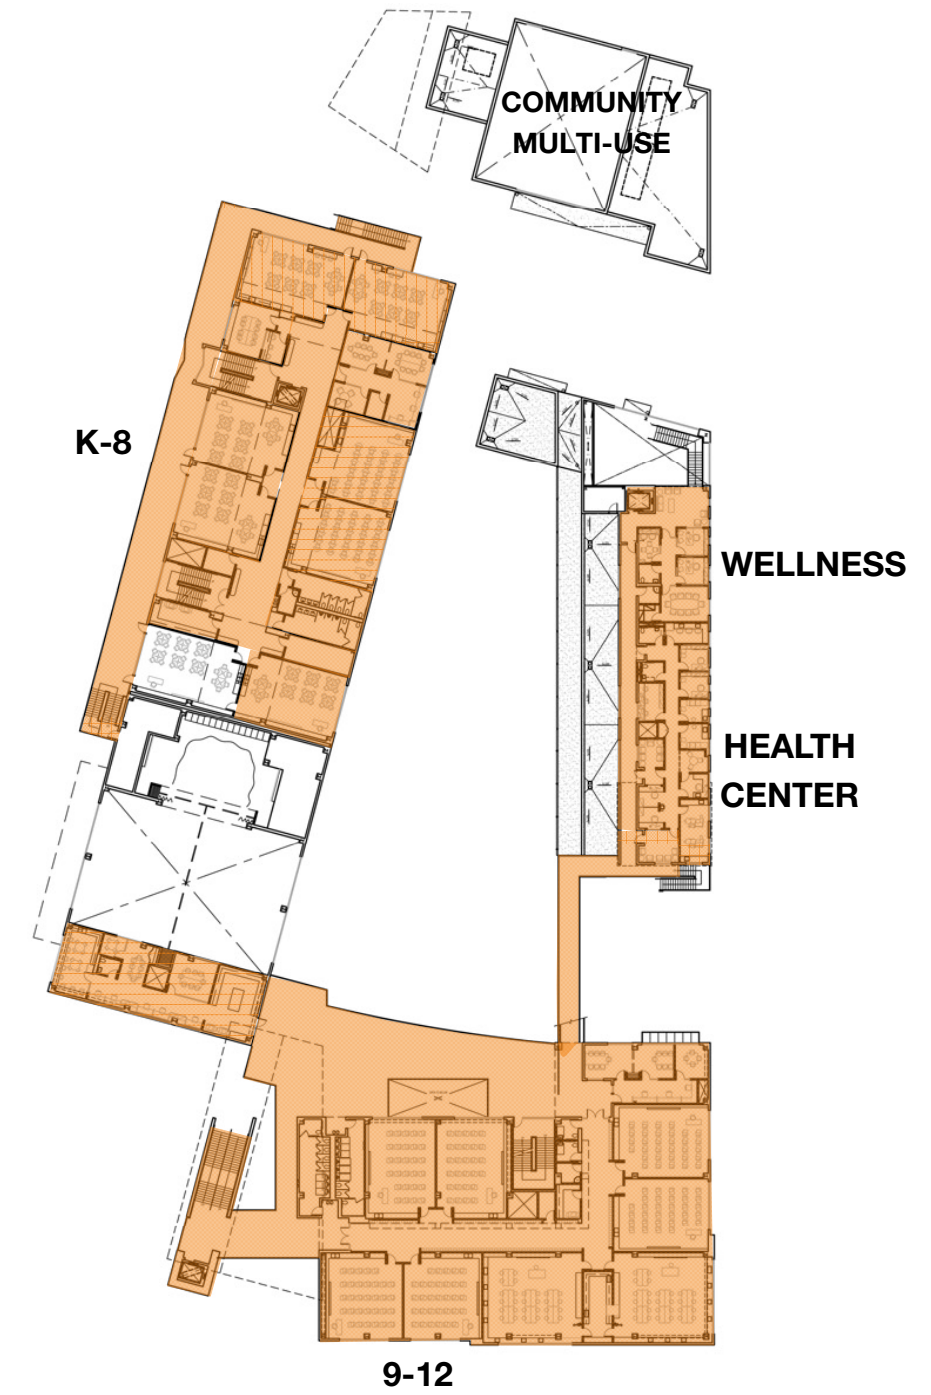 COMMUNITY
MULTI-USE
K-8
WELLNESS
HEALTH
CENTER
9-12